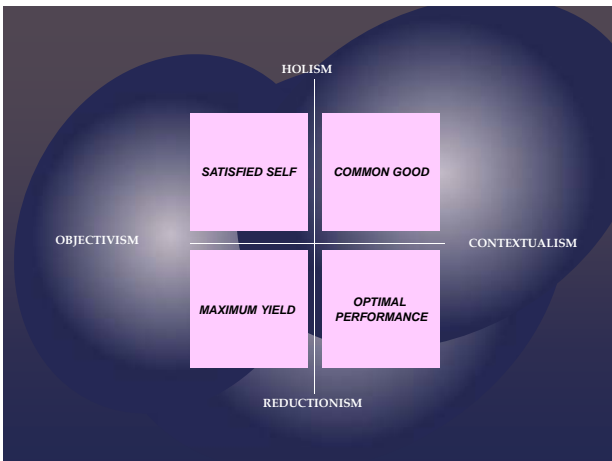 HOLISM
SATISFIED SELF
COMMON GOOD
OBJECTIVISM
CONTEXTUALISM
MAXIMUM YIELD
OPTIMAL
PERFORMANCE
REDUCTIONISM